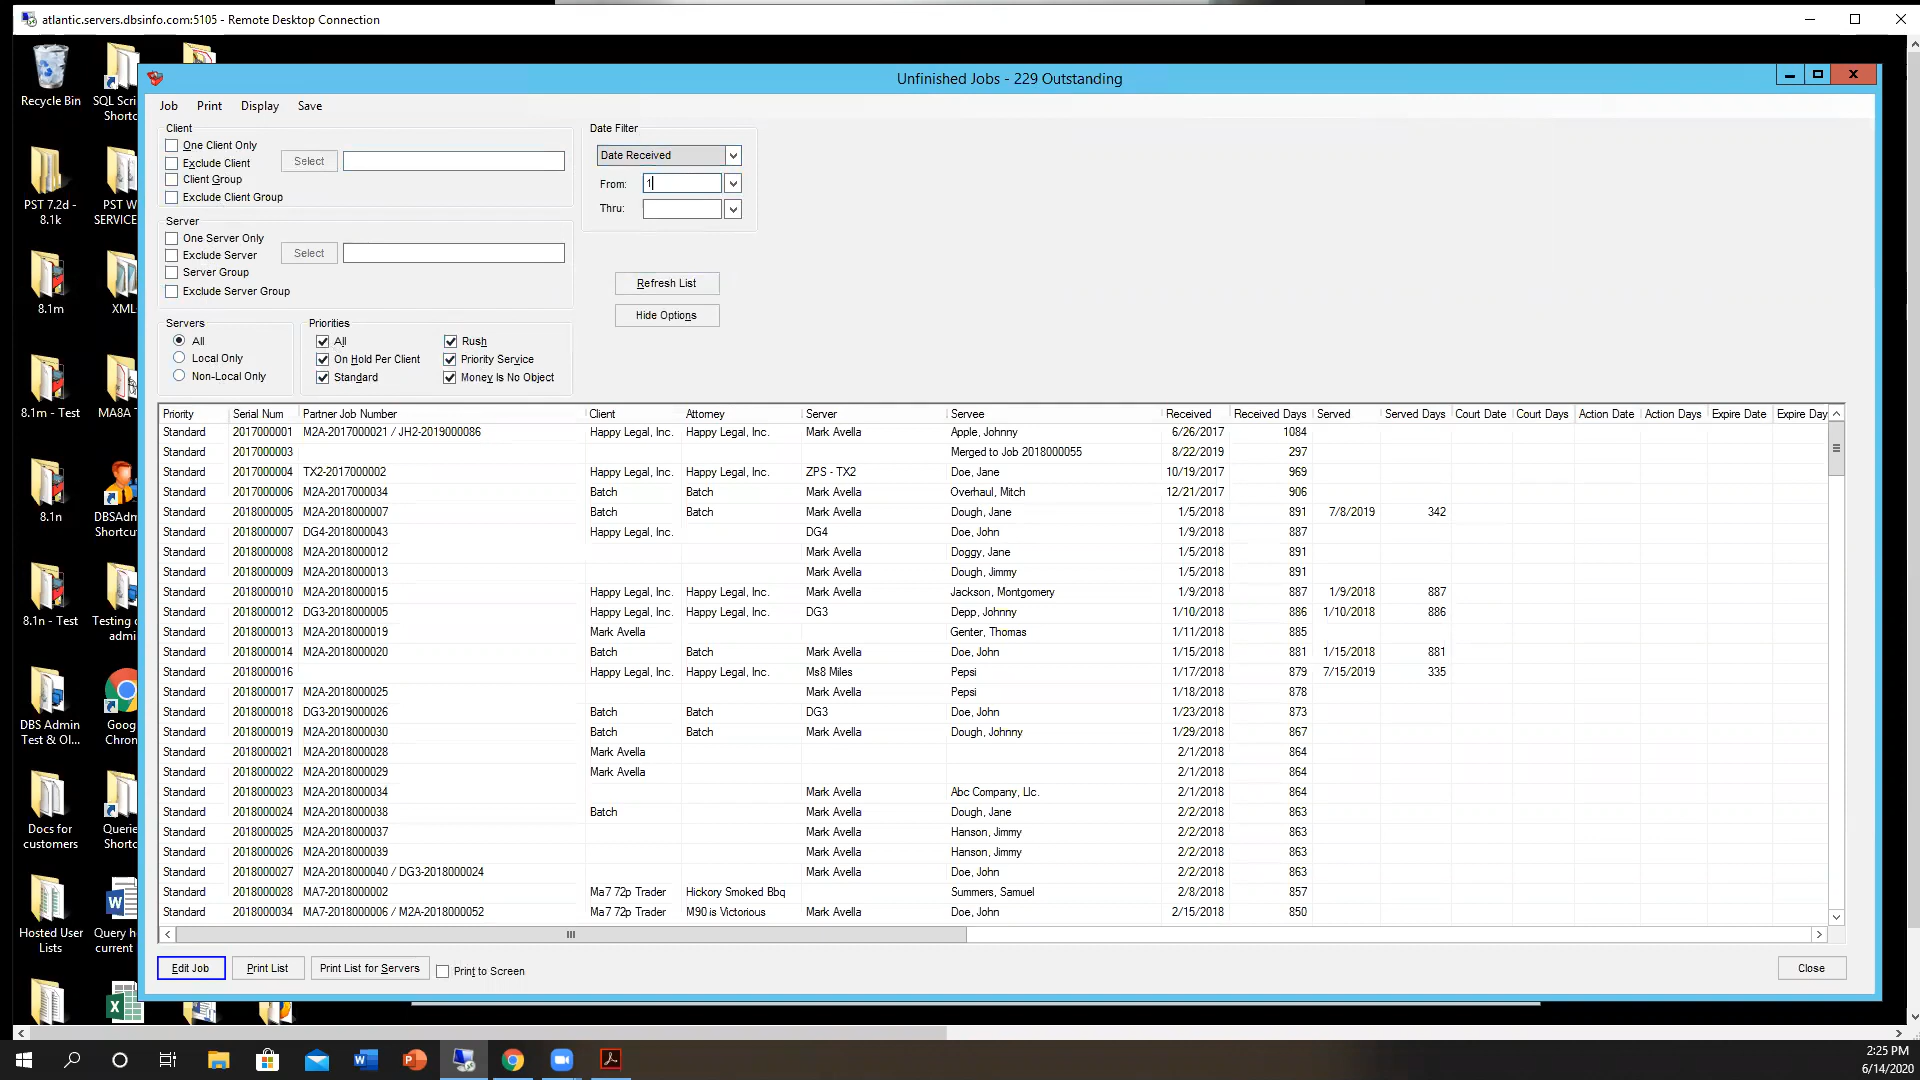 atlantic.servers.dbsinfo.com:5105 - Remote Desktop Connection
Unfinished Jobs - 229 Outstanding
Job Print Display Save
Client
One Client Only
Exclude Client
Client Group
Exclude Client Group
Select
Server
One Server Only
Exclude Server
Server Group
Exclude Server Group
Select
Servers
All
Local Only
Non-Local Only
Priorities
All Rush
On Hold Per Client Priority Service
Standard Money Is No Object
Date Filter
Date Received
From: 1
Thru:
Refresh List
Hide Options
Priority Serial Num Partner Job Number Client Attorney Server Servee Received Received Days Served Served Days Court Date Court Days Action Date Action Days Expire Date Expire Day
Standard 2017000001 M2A-2017000021 / JH2-2019000086 Happy Legal, Inc. Happy Legal, Inc. Mark Avella Apple, Johnny 6/26/2017 1084
Standard 2017000003 Merged to Job 2018000055 8/22/2019 297
Standard 2017000004 TX2-2017000002 Happy Legal, Inc. Happy Legal, Inc. ZPS - TX2 Doe, Jane 10/19/2017 969
Standard 2017000006 M2A-2017000034 Batch Batch Mark Avella Overhaul, Mitch 12/21/2017 906
Standard 2018000005 M2A-2018000007 Batch Batch Mark Avella Dough, Jane 1/5/2018 891 7/8/2019 342
Standard 2018000007 DG4-2018000043 Happy Legal, Inc. DG4 Doe, John 1/9/2018 887
Standard 2018000008 M2A-2018000012 Mark Avella Doggy, Jane 1/5/2018 891
Standard 2018000009 M2A-2018000013 Mark Avella Dough, Jimmy 1/5/2018 891
Standard 2018000010 M2A-2018000015 Happy Legal, Inc. Happy Legal, Inc. Mark Avella Jackson, Montgomery 1/9/2018 887 1/9/2018 887
Standard 2018000012 DG3-2018000005 Happy Legal, Inc. Happy Legal, Inc. DG3 Depp, Johnny 1/10/2018 886 1/10/2018 886
Standard 2018000013 M2A-2018000019 Mark Avella Genter, Thomas 1/11/2018 885
Standard 2018000014 M2A-2018000020 Batch Batch Mark Avella Doe, John 1/15/2018 881 1/15/2018 881
Standard 2018000016 Happy Legal, Inc. Happy Legal, Inc. Ms8 Miles Pepsi 1/17/2018 879 7/15/2019 335
Standard 2018000017 M2A-2018000025 Mark Avella Pepsi 1/18/2018 878
Standard 2018000018 DG3-2019000026 Batch Batch DG3 Doe, John 1/23/2018 873
Standard 2018000019 M2A-2018000030 Batch Batch Mark Avella Dough, Johnny 1/29/2018 867
Standard 2018000021 M2A-2018000028 Mark Avella 2/1/2018 864
Standard 2018000022 M2A-2018000029 Mark Avella 2/1/2018 864
Standard 2018000023 M2A-2018000034 Mark Avella Abc Company, Llc. 2/1/2018 864
Standard 2018000024 M2A-2018000038 Batch Mark Avella Dough, Jane 2/2/2018 863
Standard 2018000025 M2A-2018000037 Mark Avella Hanson, Jimmy 2/2/2018 863
Standard 2018000026 M2A-2018000039 Mark Avella Hanson, Jimmy 2/2/2018 863
Standard 2018000027 M2A-2018000040 / DG3-2018000024 Mark Avella Doe, John 2/2/2018 863
Standard 2018000028 MA7-2018000002 Ma7 72p Trader Hickory Smoked Bbq Summers, Samuel 2/8/2018 857
Standard 2018000034 MA7-2018000006 / M2A-2018000052 Ma7 72p Trader M90 is Victorious Mark Avella Doe, John 2/15/2018 850
Edit Job Print List Print List for Servers Print to Screen Close
Recycle Bin
SQL Scri
Shortc
PST 7.2d -
8.1k
PST W
SERVICE
8.1m
XML
8.1m - Test
MA8A T
8.1n
DBSAdm
Shortcu
8.1n - Test
Testing c
admi
DBS Admin
Test & Ol...
Goog
Chron
Docs for
customers
Querie
Shortc
Hosted User
Lists
Query h
current
2:25 PM
6/14/2020